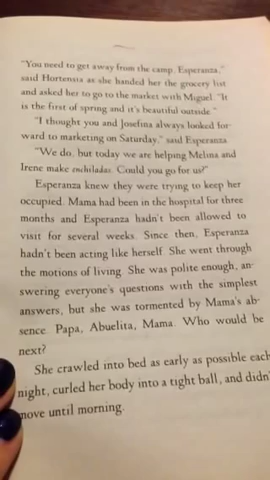 "You need to get away from the camp, Esperanza,"
said Hortensia as she handed her the grocery list
and asked her to go to the market with Miguel. "It
is the first of spring and it's beautiful outside."
"I thought you and Josefina always looked for-
ward to marketing on Saturday," said Esperanza.
"We do, but today we are helping Melina and
Irene make enchiladas. Could you go for us?"
Esperanza knew they were trying to keep her
occupied. Mama had been in the hospital for three
months and Esperanza hadn't been allowed to
visit for several weeks. Since then, Esperanza
hadn't been acting like herself. She went through
the motions of living. She was polite enough, an-
swering everyone's questions with the simplest
answers, but she was tormented by Mama's ab-
sence. Papa, Abuelita, Mama. Who would be
next?
She crawled into bed as early as possible each
night, curled her body into a tight ball, and didn'
move until morning.